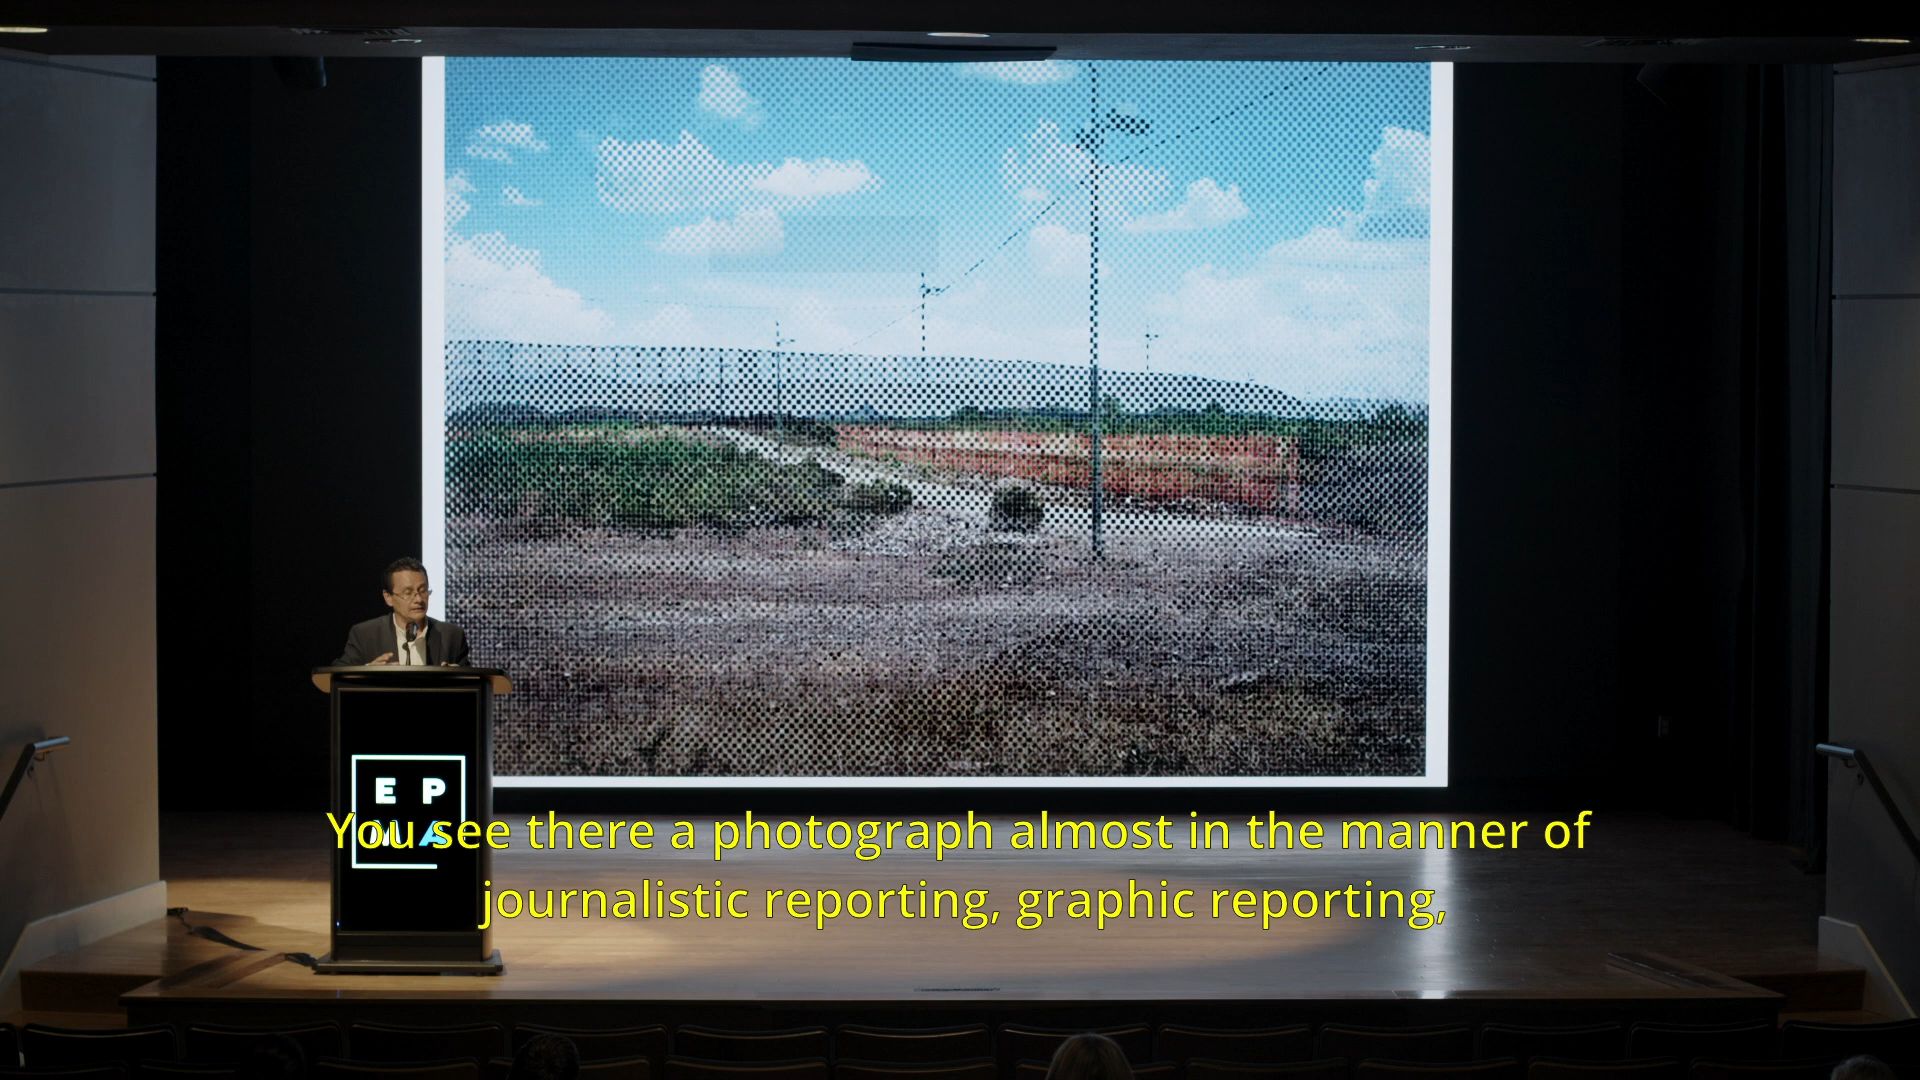 E P
M A
You see there a photograph almost in the manner of
journalistic reporting, graphic reporting,